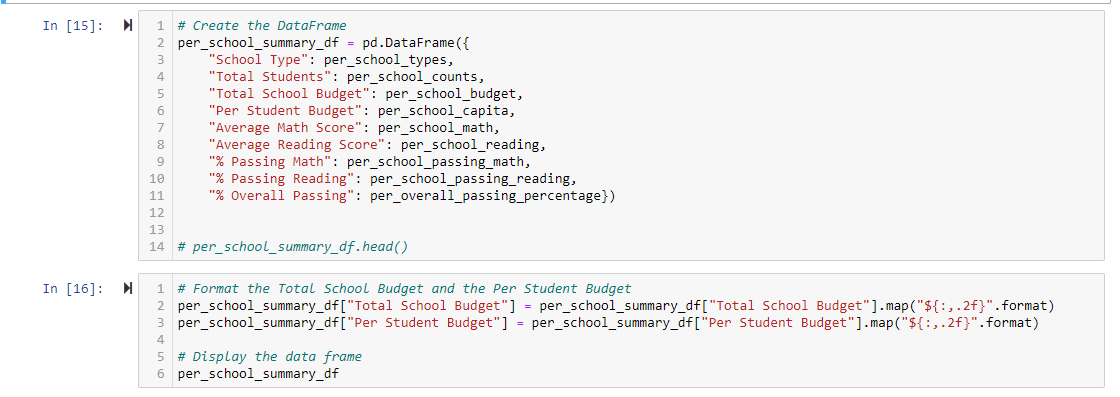 In [15]:
1 # Create the DataFrame
2 per_school_summary_df = pd.DataFrame({
3     "School Type": per_school_types,
4     "Total Students": per_school_counts,
5     "Total School Budget": per_school_budget,
6     "Per Student Budget": per_school_capita,
7     "Average Math Score": per_school_math,
8     "Average Reading Score": per_school_reading,
9     "% Passing Math": per_school_passing_math,
10     "% Passing Reading": per_school_passing_reading,
11     "% Overall Passing": per_overall_passing_percentage})
12
13
14 # per_school_summary_df.head()
In [16]:
1 # Format the Total School Budget and the Per Student Budget
2 per_school_summary_df["Total School Budget"] = per_school_summary_df["Total School Budget"].map("${:,.2f}".format)
3 per_school_summary_df["Per Student Budget"] = per_school_summary_df["Per Student Budget"].map("${:,.2f}".format)
4
5 # Display the data frame
6 per_school_summary_df